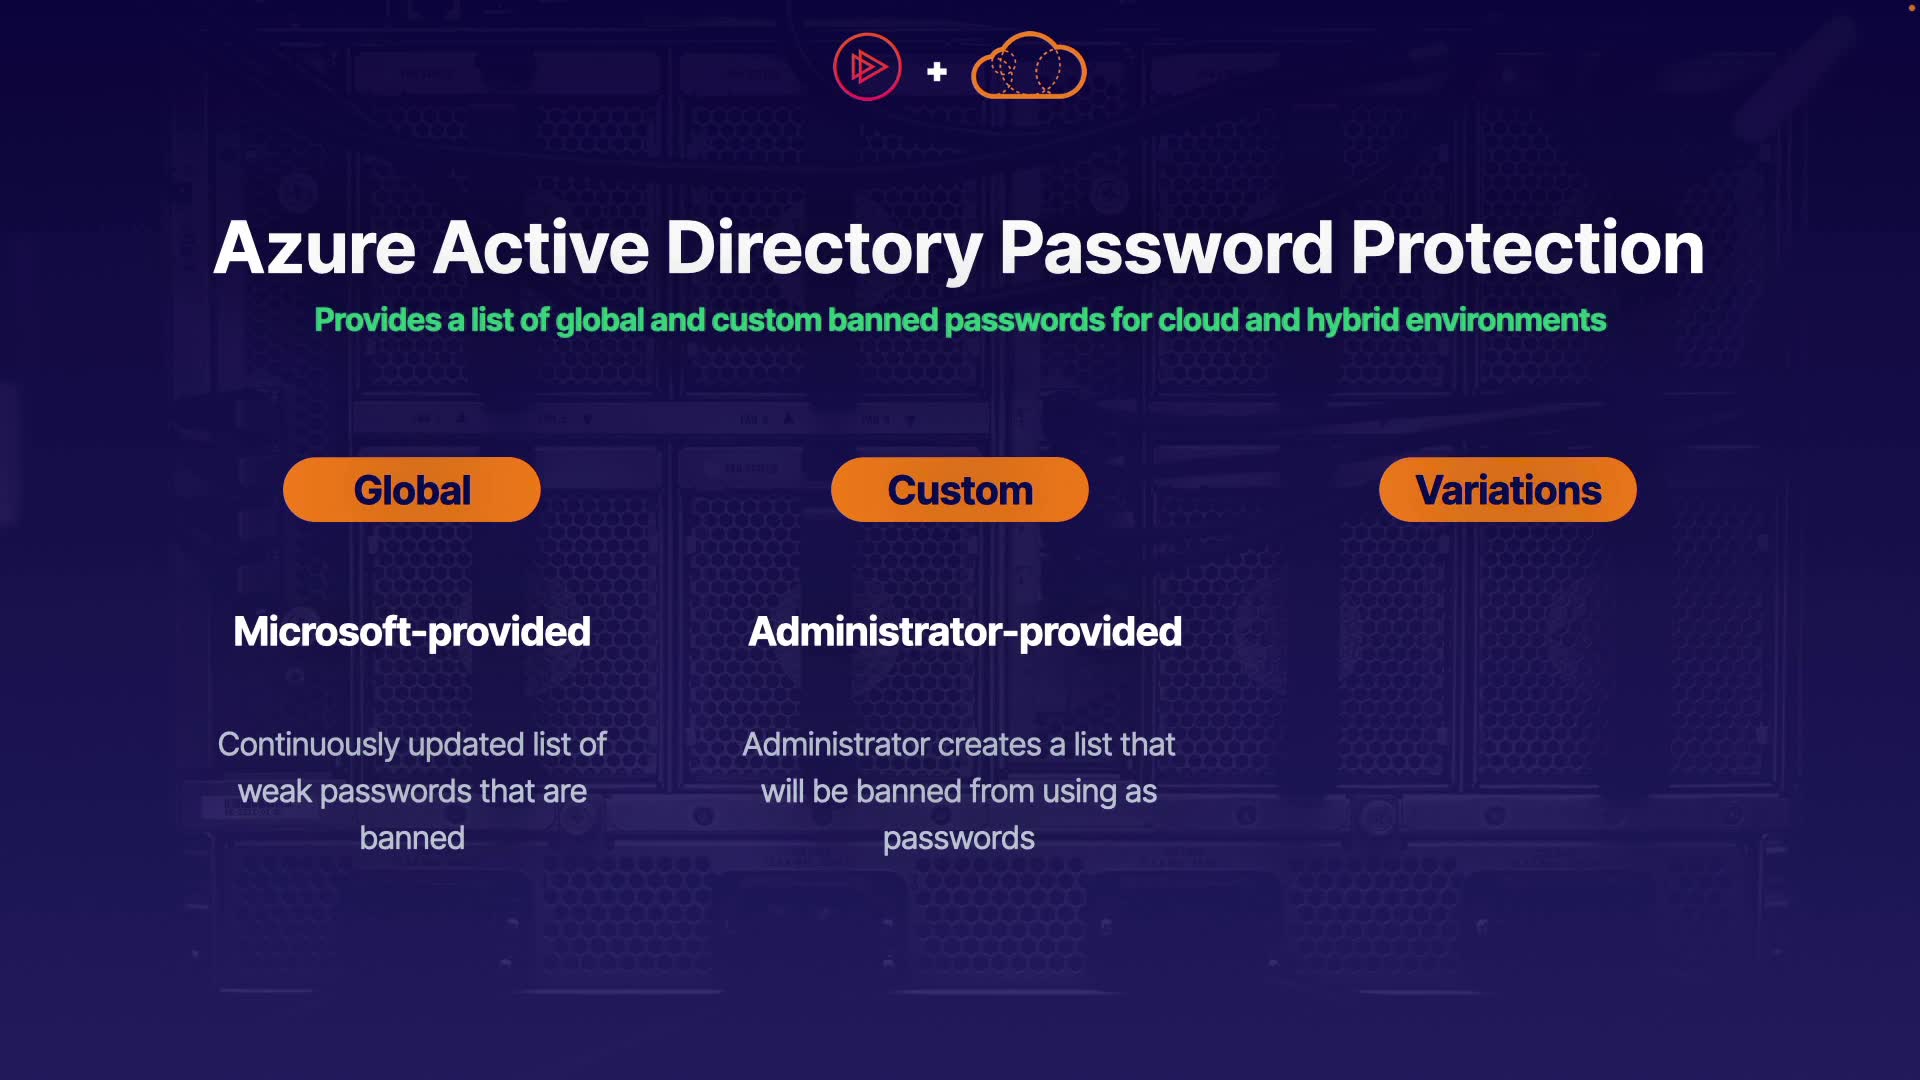 Azure Active Directory Password Protection
Provides a list of global and custom banned passwords for cloud and hybrid environments
Global
Custom
Variations
Microsoft-provided
Administrator-provided
Continuously updated list of
weak passwords that are
banned
Administrator creates a list that
will be banned from using as
passwords